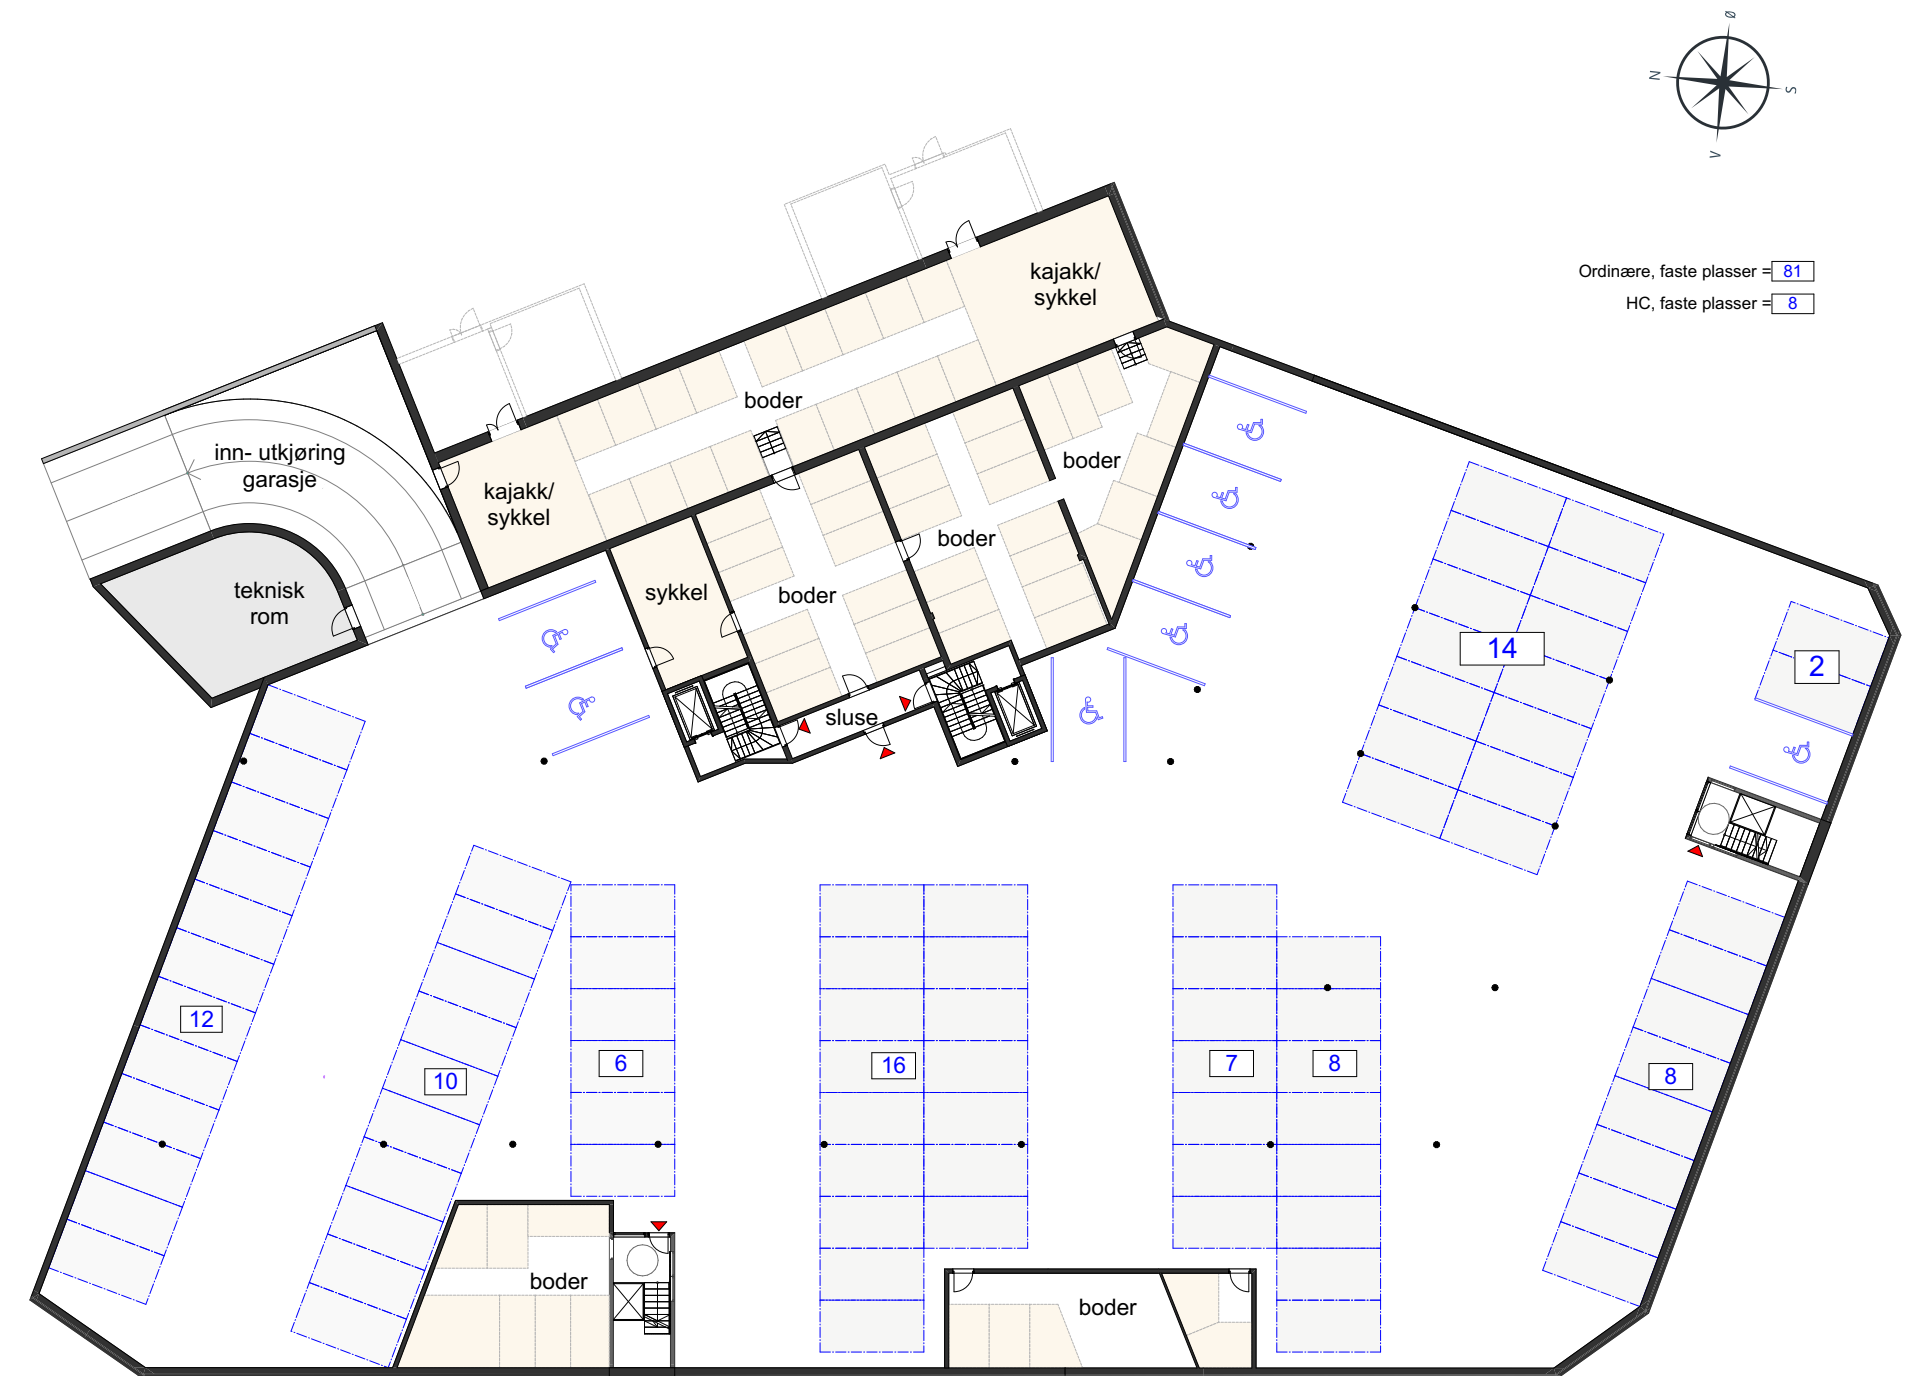 Ø
N
S
V
Ordinære, faste plasser = 81
HC, faste plasser = 8
kajakk/
sykkel
boder
inn- utkjøring
garasje
kajakk/
sykkel
boder
boder
teknisk
rom
sykkel
boder
sluse
14
2
12
10
6
16
7
8
8
boder
boder